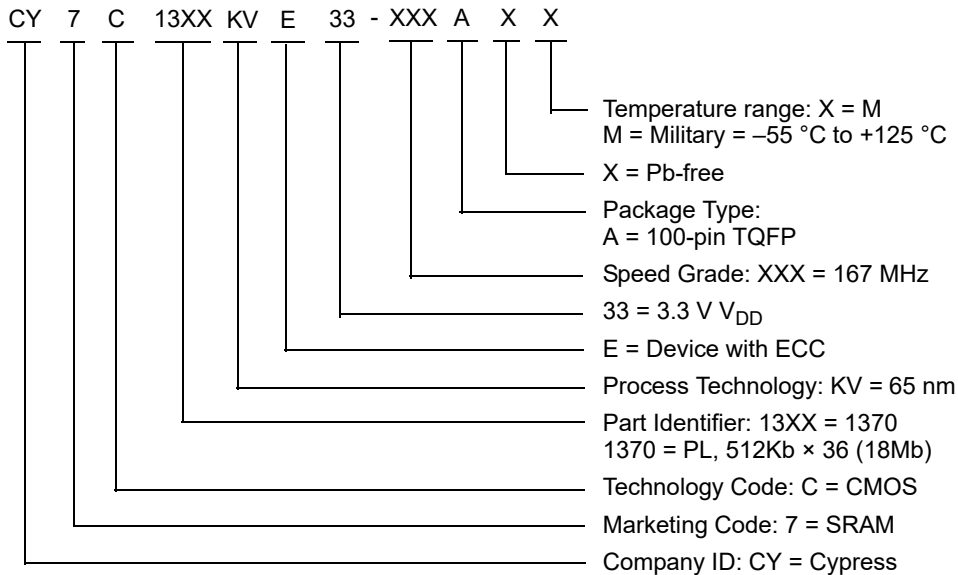 CY 7 C 13XX KV E 33 - XXX A X X
Temperature range: X = M
M = Military = –55 °C to +125 °C
X = Pb-free
Package Type:
A = 100-pin TQFP
Speed Grade: XXX = 167 MHz
33 = 3.3 V VDD
E = Device with ECC
Process Technology: KV = 65 nm
Part Identifier: 13XX = 1370
1370 = PL, 512Kb × 36 (18Mb)
Technology Code: C = CMOS
Marketing Code: 7 = SRAM
Company ID: CY = Cypress